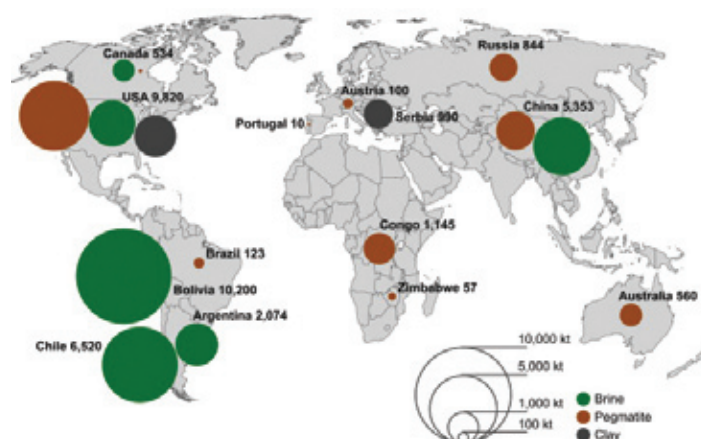 Canada 534
Russia 844
USA 9,820
Austria 100
China 5,353
Portugal 10
Serbia 990
Congo 1,145
Brazil 123
Bolivia 10,200
Zimbabwe 57
Australia 560
Argentina 2,074
Chile 6,520
10,000 kt
5,000 kt
1,000 kt
100 kt
Brine
Pegmatite
Clay